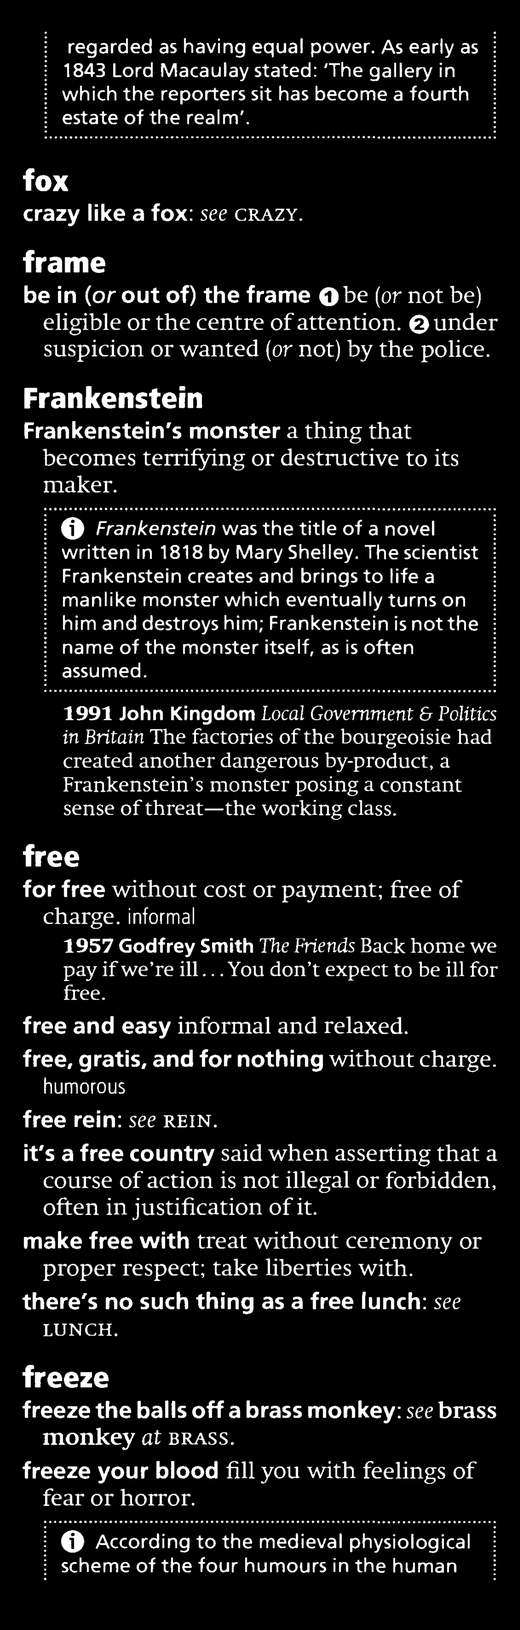 regarded as having equal power. As early as
1843 Lord Macaulay stated: ‘The gallery in
which the reporters sit has become a fourth
estate of the realm’.
fox
crazy like a fox: see CRAZY.
frame
be in (or out of) the frame ❶ be (or not be)
eligible or the centre of attention. ❷ under
suspicion or wanted (or not) by the police.
Frankenstein
Frankenstein’s monster a thing that
becomes terrifying or destructive to its
maker.
i Frankenstein was the title of a novel
written in 1818 by Mary Shelley. The scientist
Frankenstein creates and brings to life a
manlike monster which eventually turns on
him and destroys him; Frankenstein is not the
name of the monster itself, as is often
assumed.
1991 John Kingdom Local Government & Politics
in Britain The factories of the bourgeoisie had
created another dangerous by-product, a
Frankenstein’s monster posing a constant
sense of threat—the working class.
free
for free without cost or payment; free of
charge. informal
1957 Godfrey Smith The Friends Back home we
pay if we’re ill... You don’t expect to be ill for
free.
free and easy informal and relaxed.
free, gratis, and for nothing without charge.
humorous
free rein: see REIN.
it’s a free country said when asserting that a
course of action is not illegal or forbidden,
often in justification of it.
make free with treat without ceremony or
proper respect; take liberties with.
there’s no such thing as a free lunch: see
LUNCH.
freeze
freeze the balls off a brass monkey: see brass
monkey at BRASS.
freeze your blood fill you with feelings of
fear or horror.
i According to the medieval physiological
scheme of the four humours in the human